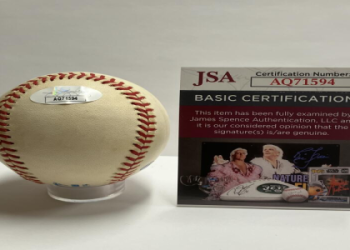 AQ71594
JSA
Certification Number
AQ71594
BASIC CERTIFICATION
This item has been fully examined by
James Spence Authentication, LLC and
it is our considered opinion that the
signature(s) is/are genuine.